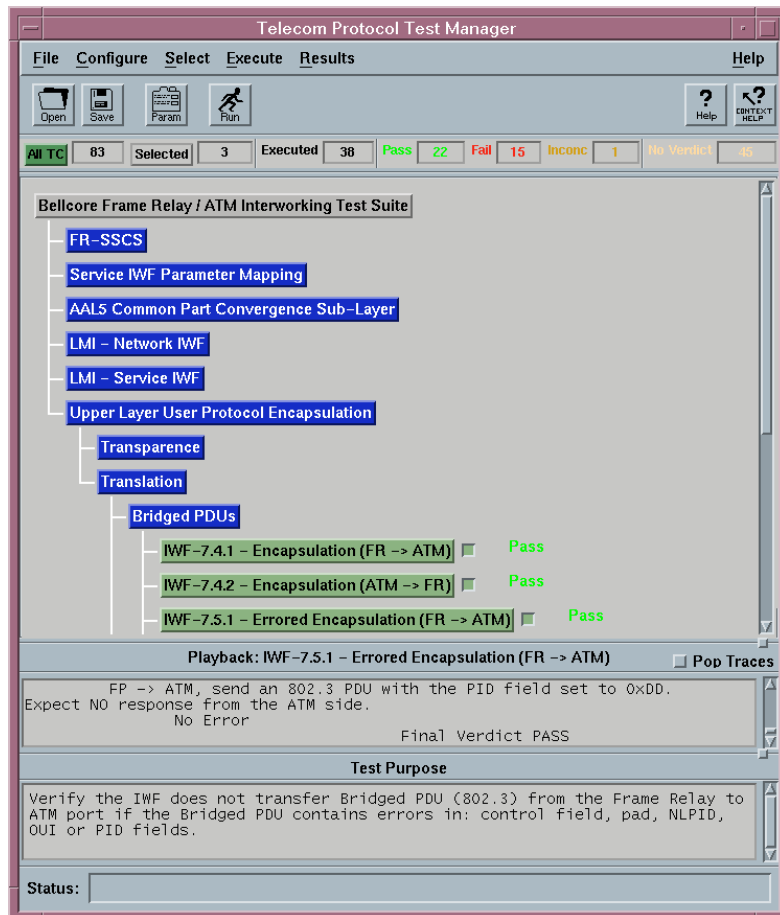 Telecom Protocol Test Manager
File Configure Select Execute Results Help
Open Save Param Run Help CONTEXT HELP
All TC 83 Selected 3 Executed 38 Pass 22 Fail 15 Inconc 1 No Verdict 45
Bellcore Frame Relay / ATM Interworking Test Suite
FR-SSCS
Service IWF Parameter Mapping
AAL5 Common Part Convergence Sub-Layer
LMI - Network IWF
LMI - Service IWF
Upper Layer User Protocol Encapsulation
Transparence
Translation
Bridged PDUs
IWF-7.4.1 - Encapsulation (FR -> ATM) Pass
IWF-7.4.2 - Encapsulation (ATM -> FR) Pass
IWF-7.5.1 - Errored Encapsulation (FR -> ATM) Pass
Playback: IWF-7.5.1 - Errored Encapsulation (FR -> ATM) Pop Traces
FP -> ATM, send an 802.3 PDU with the PID field set to 0xDD.
Expect NO response from the ATM side.
No Error
Final Verdict PASS
Test Purpose
Verify the IWF does not transfer Bridged PDU (802.3) from the Frame Relay to
ATM port if the Bridged PDU contains errors in: control field, pad, NLPID,
OUI or PID fields.
Status: